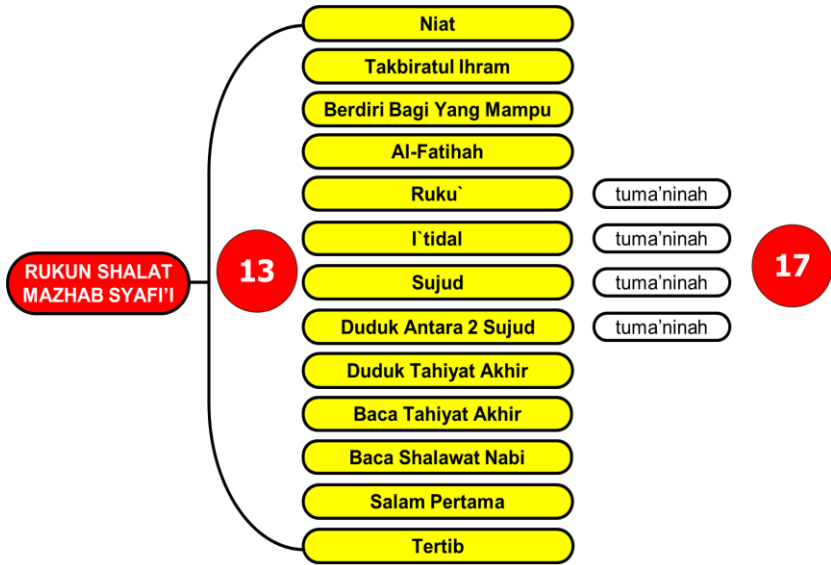 Niat
Takbiratul Ihram
Berdiri Bagi Yang Mampu
Al-Fatihah
Ruku` tuma'ninah
I`tidal tuma'ninah
RUKUN SHALAT
MAZHAB SYAFI'I
13
17
Sujud tuma'ninah
Duduk Antara 2 Sujud tuma'ninah
Duduk Tahiyat Akhir
Baca Tahiyat Akhir
Baca Shalawat Nabi
Salam Pertama
Tertib